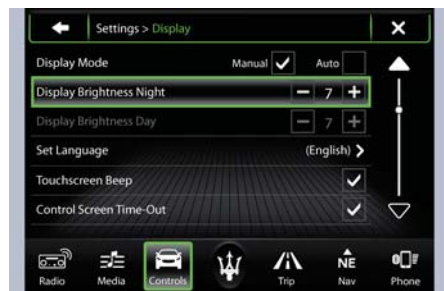 Settings > Display
Display Mode Manual Auto
Display Brightness Night 7
Display Brightness Day 7
Set Language (English)
Touchscreen Beep
Control Screen Time-Out
Radio Media Controls Trip NE Nav Phone